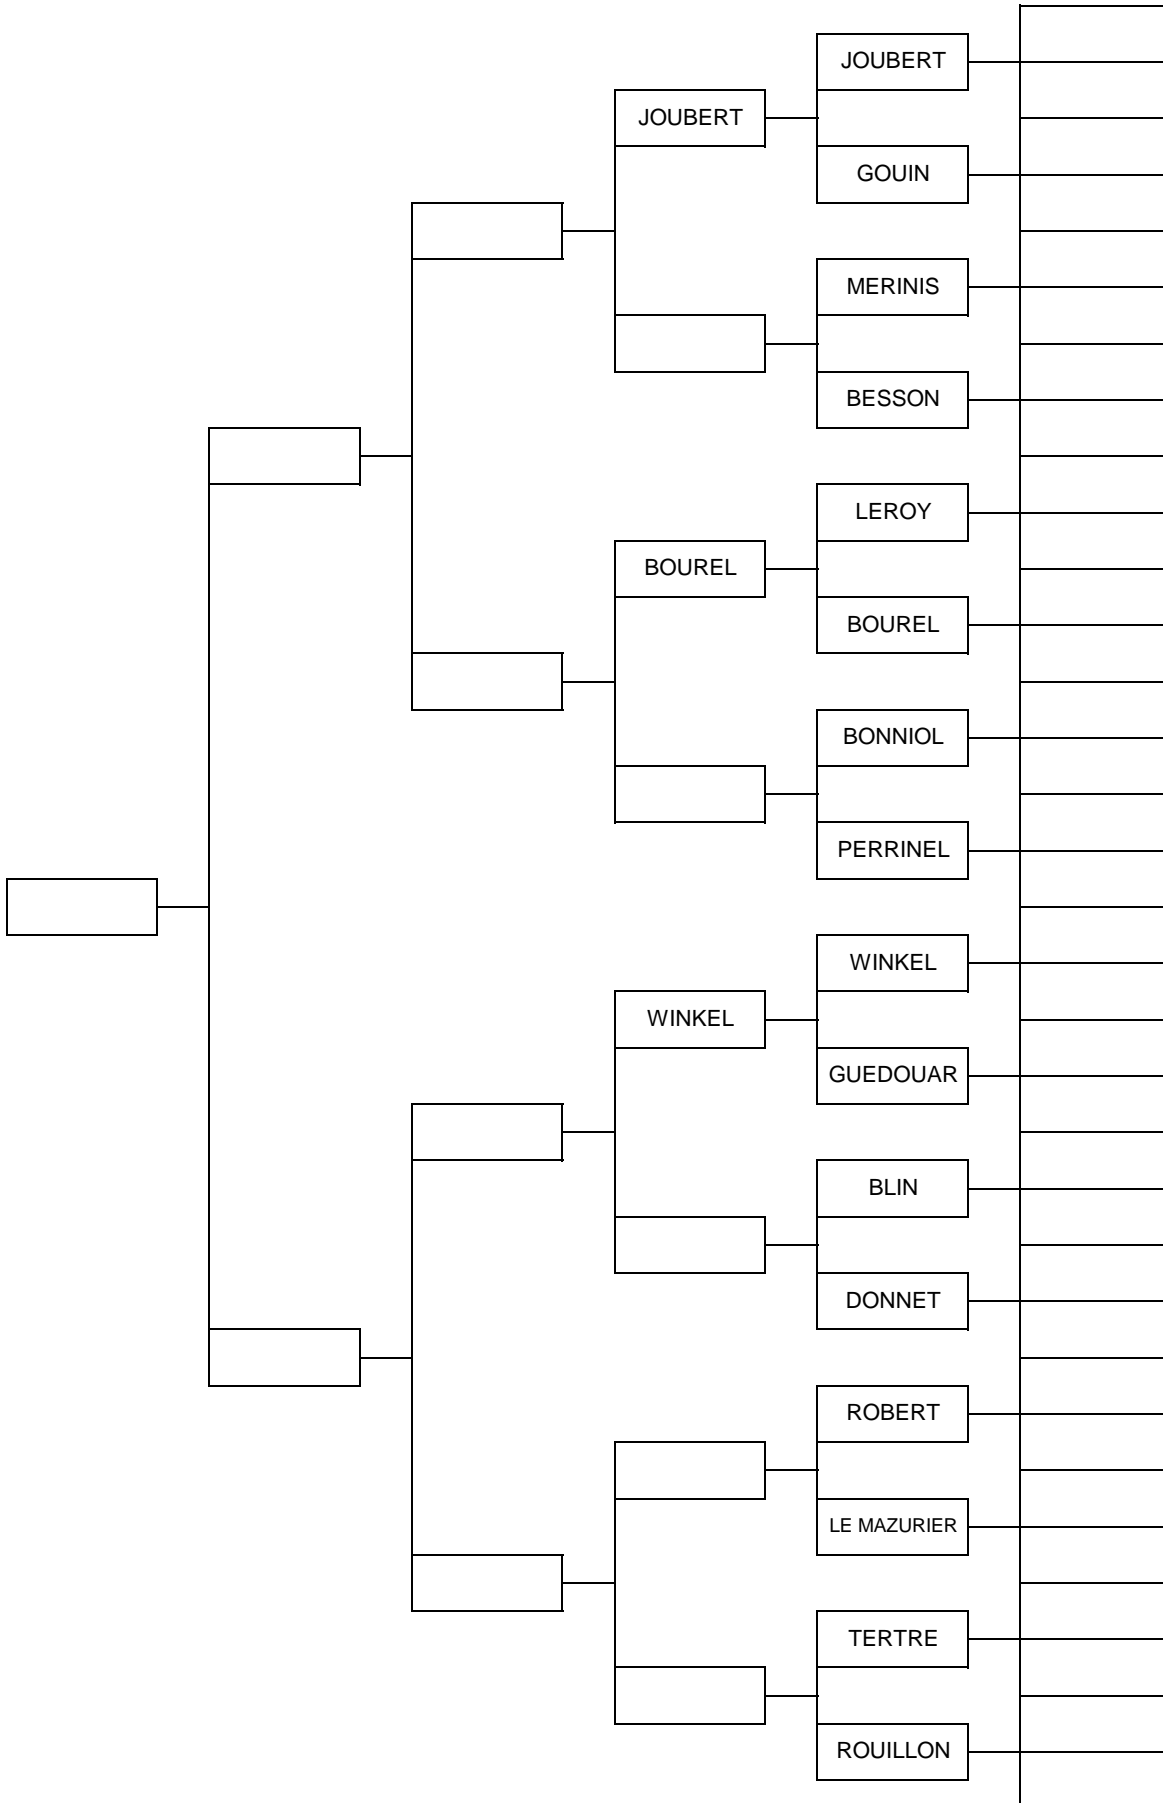 JOUBERT
JOUBERT
GOUIN
MERINIS
BESSON
LEROY
BOUREL
BOUREL
BONNIOL
PERRINEL
WINKEL
WINKEL
GUEDOUAR
BLIN
DONNET
ROBERT
LE MAZURIER
TERTRE
ROUILLON